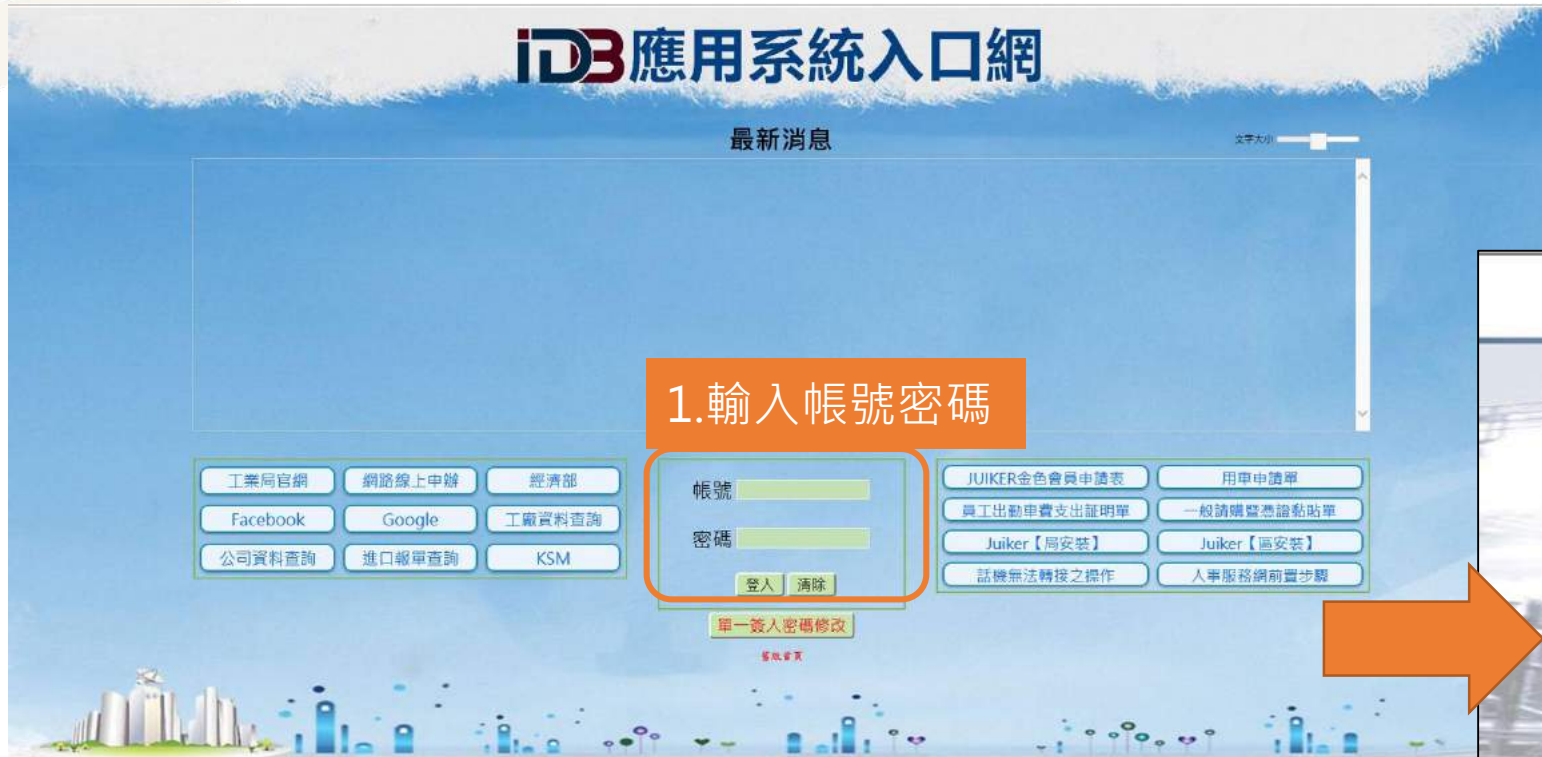 iDB應用系統入口網
最新消息
文字大小
1.輸入帳號密碼
工業局官網 網路線上申辦 經濟部
Facebook Google 工廠資料查詢
公司資料查詢 進口報單查詢 KSM
帳號
密碼
登入 清除
單一簽入密碼修改
舊版首頁
JUIKER金色會員申請表 用車申請單
員工出勤車費支出証明單 一般請購暨憑證黏貼單
Juiker【局安裝】 Juiker【區安裝】
話機無法轉接之操作 人事服務網前置步驟